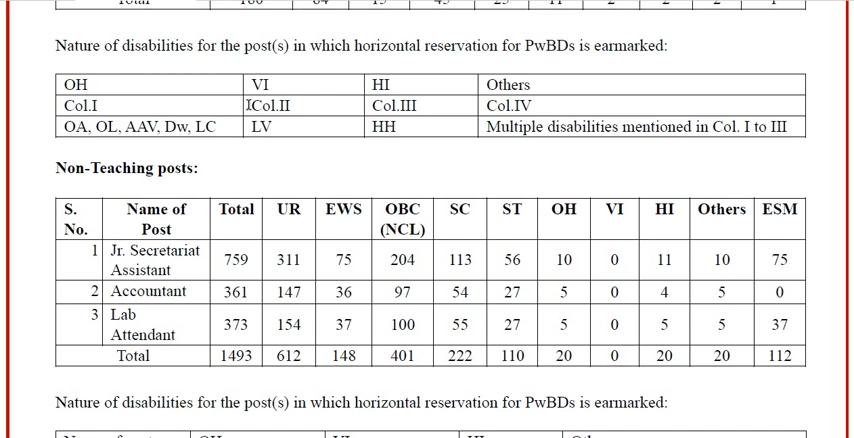 Nature of disabilities for the post(s) in which horizontal reservation for PwBDs is earmarked:
OH VI HI Others
Col.I Col.II Col.III Col.IV
OA, OL, AAV, Dw, LC LV HH Multiple disabilities mentioned in Col. I to III
Non-Teaching posts:
S. No. Name of Post Total UR EWS OBC (NCL) SC ST OH VI HI Others ESM
1 Jr. Secretariat Assistant 759 311 75 204 113 56 10 0 11 10 75
2 Accountant 361 147 36 97 54 27 5 0 4 5 0
3 Lab Attendant 373 154 37 100 55 27 5 0 5 5 37
Total 1493 612 148 401 222 110 20 0 20 20 112
Nature of disabilities for the post(s) in which horizontal reservation for PwBDs is earmarked: